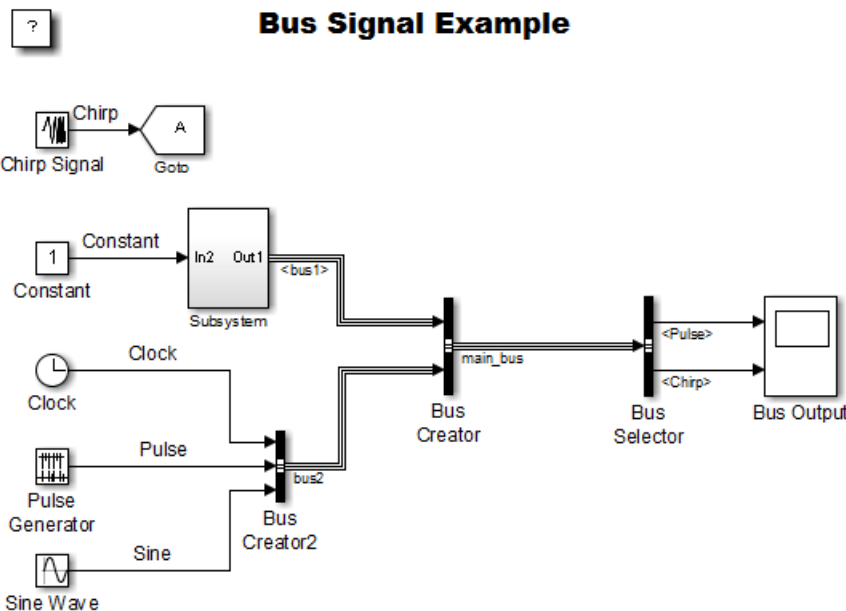 ?
Bus Signal Example
Chirp
A
Chirp Signal
Goto
Constant
1
In2 Out1
<bus1>
Constant
Subsystem
Clock
Clock
<Pulse>
main_bus
<Chirp>
Bus
Creator
Bus
Selector
Bus Output
Pulse
bus2
Pulse
Generator
Bus
Creator2
Sine
Sine Wave